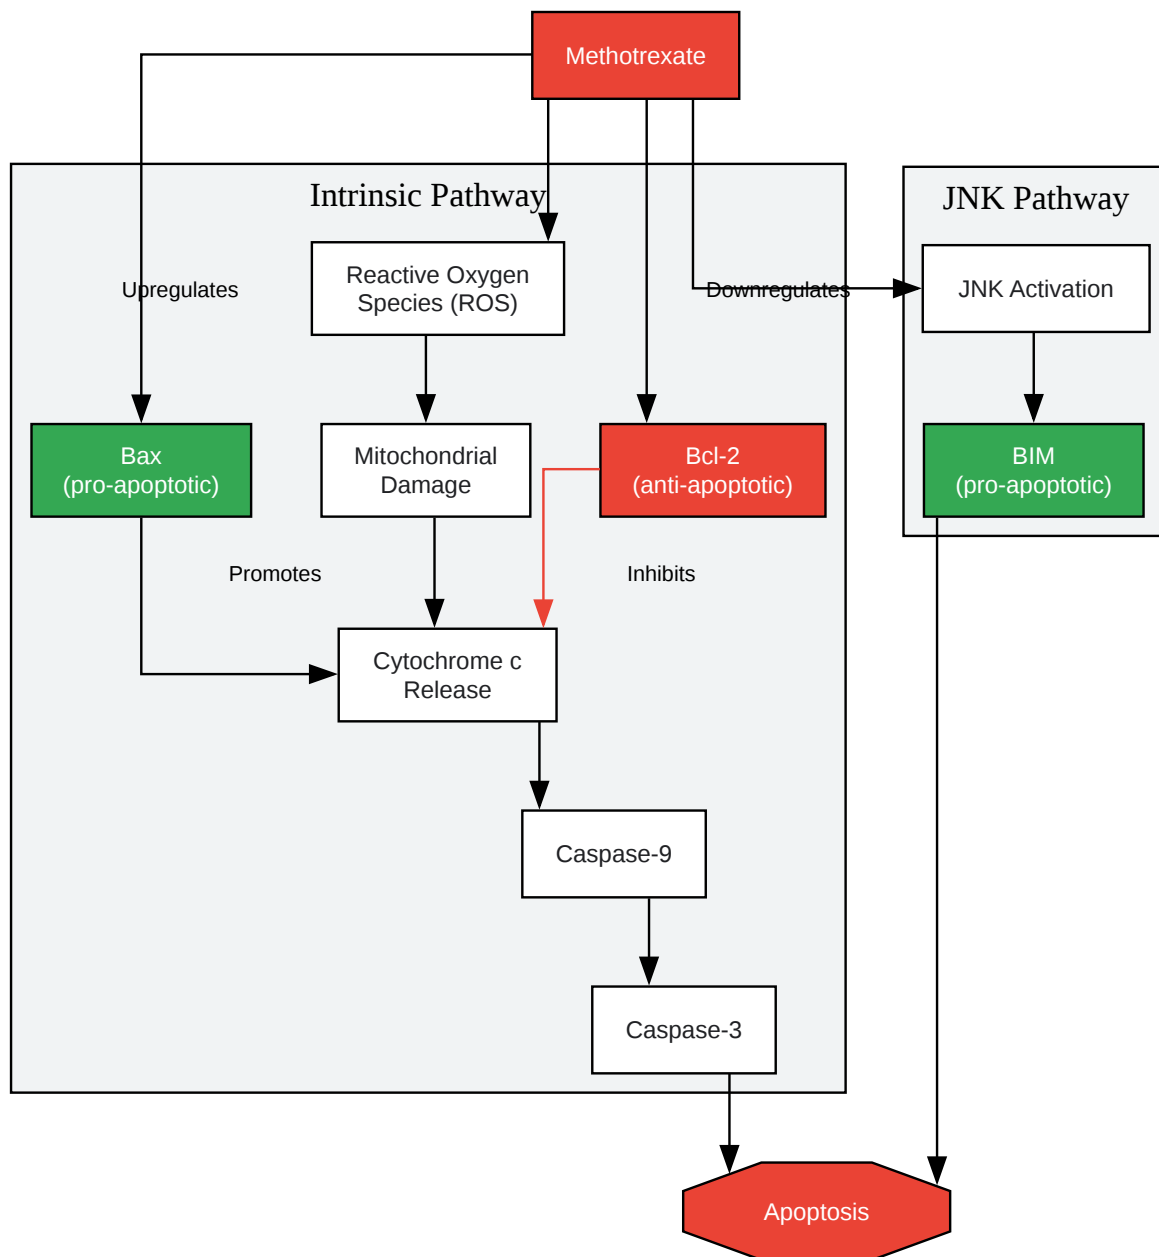 Methotrexate
Intrinsic Pathway
JNK Pathway
Reactive Oxygen
Species (ROS)
JNK Activation
Upregulates
Downregulates
Bax
(pro-apoptotic)
Mitochondrial
Damage
Bcl-2
(anti-apoptotic)
BIM
(pro-apoptotic)
Promotes
Inhibits
Cytochrome c
Release
Caspase-9
Caspase-3
Apoptosis